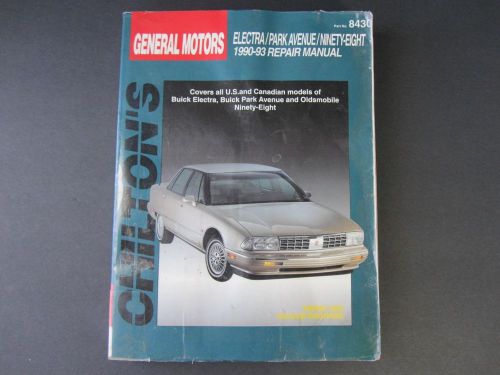 Part No. 8430
GENERAL MOTORS
ELECTRA/PARK AVENUE/NINETY-EIGHT
1990-93 REPAIR MANUAL
Covers all U.S. and Canadian models of
Buick Electra, Buick Park Avenue and Oldsmobile
Ninety-Eight
CHILTON'S